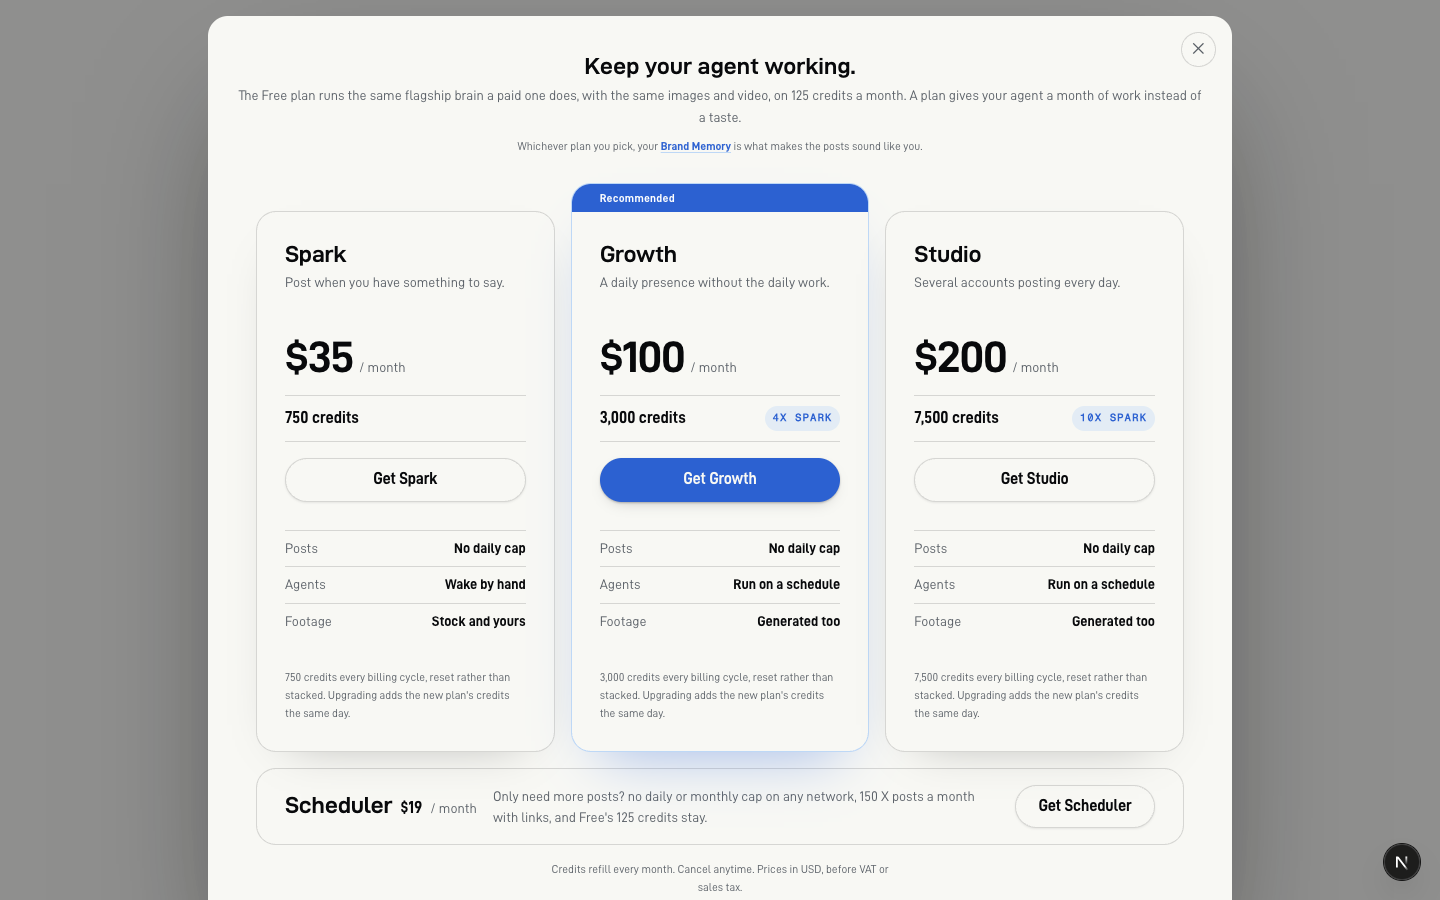 Keep your agent working.
The Free plan runs the same flagship brain a paid one does, with the same images and video, on 125 credits a month. A plan gives your agent a month of work instead of
a taste.
Whichever plan you pick, your Brand Memory is what makes the posts sound like you.
Recommended
Spark
Post when you have something to say.
$35 / month
750 credits
Get Spark
Posts No daily cap
Agents Wake by hand
Footage Stock and yours
750 credits every billing cycle, reset rather than
stacked. Upgrading adds the new plan's credits
the same day.
Growth
A daily presence without the daily work.
$100 / month
3,000 credits 4X SPARK
Get Growth
Posts No daily cap
Agents Run on a schedule
Footage Generated too
3,000 credits every billing cycle, reset rather than
stacked. Upgrading adds the new plan's credits
the same day.
Studio
Several accounts posting every day.
$200 / month
7,500 credits 10X SPARK
Get Studio
Posts No daily cap
Agents Run on a schedule
Footage Generated too
7,500 credits every billing cycle, reset rather than
stacked. Upgrading adds the new plan's credits
the same day.
Scheduler $19 / month
Only need more posts? no daily or monthly cap on any network, 150 X posts a month
with links, and Free's 125 credits stay.
Get Scheduler
Credits refill every month. Cancel anytime. Prices in USD, before VAT or
sales tax.
N